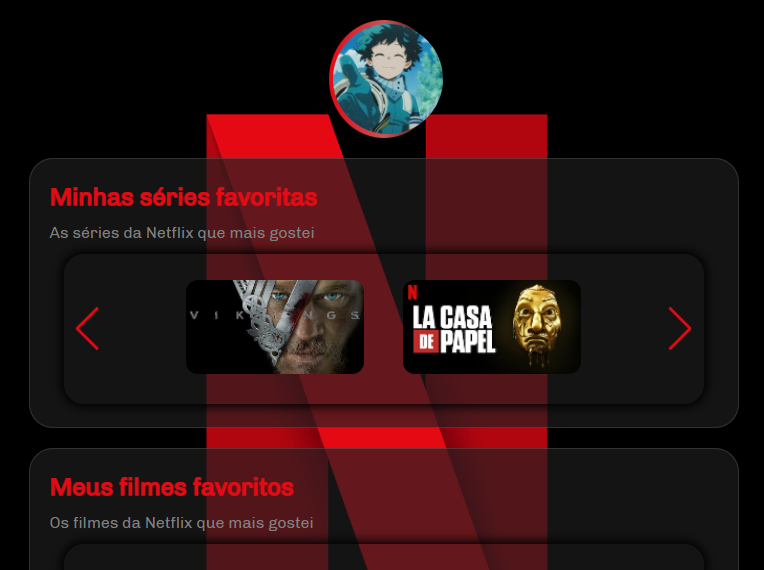 Minhas séries favoritas
As séries da Netflix que mais gostei
VIKINGS
N
LA CASA
DE PAPEL
Meus filmes favoritos
Os filmes da Netflix que mais gostei